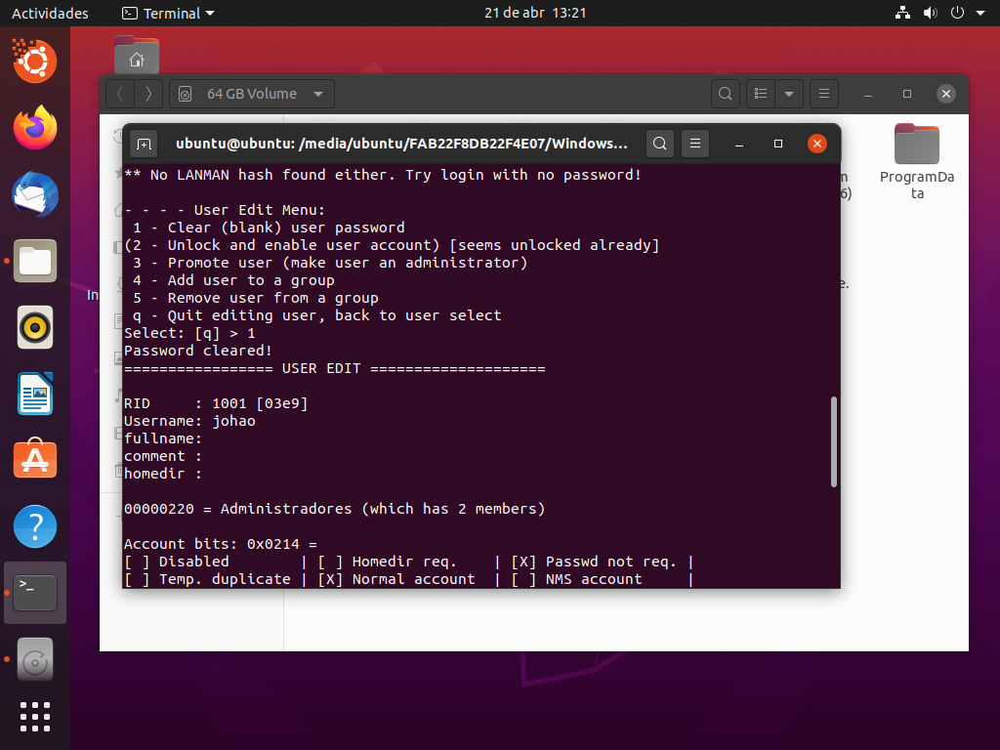 Actividades
Terminal
21 de abr 13:21
64 GB Volume
ubuntu@ubuntu: /media/ubuntu/FAB22F8DB22F4E07/Windows...
** No LANMAN hash found either. Try login with no password!
- - - - User Edit Menu:
1 - Clear (blank) user password
(2 - Unlock and enable user account) [seems unlocked already]
3 - Promote user (make user an administrator)
4 - Add user to a group
5 - Remove user from a group
q - Quit editing user, back to user select
Select: [q] > 1
Password cleared!
================= USER EDIT ====================
RID     : 1001 [03e9]
Username: johao
fullname:
comment :
homedir :
00000220 = Administradores (which has 2 members)
Account bits: 0x0214 =
[ ] Disabled        | [ ] Homedir req.    | [X] Passwd not req. |
[ ] Temp. duplicate | [X] Normal account  | [ ] NMS account     |
ProgramDa
ta